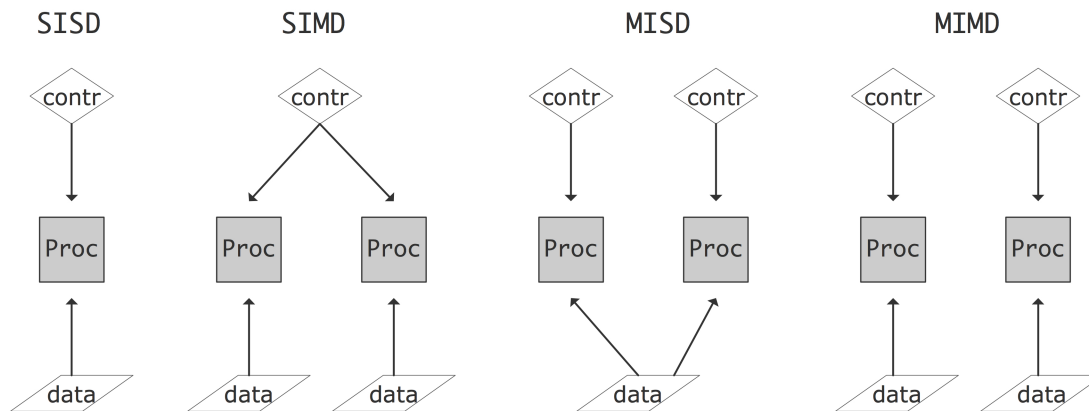 SISD SIMD MISD MIMD
contr contr contr contr contr contr
Proc Proc Proc Proc Proc Proc Proc
data data data data data data